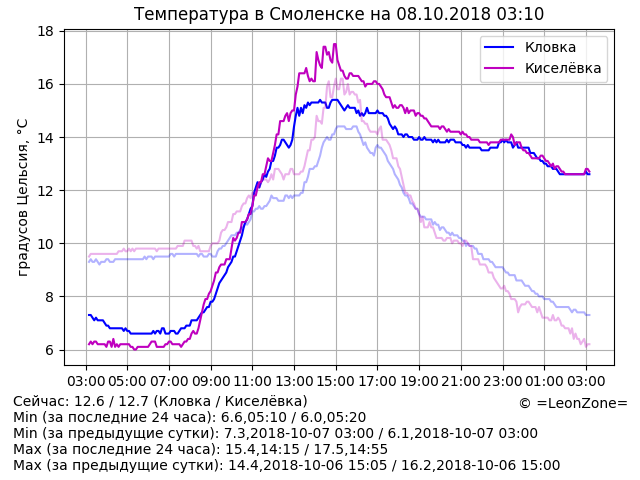 Температура в Смоленске на 08.10.2018 03:10
Кловка
Киселёвка
градусов Цельсия, °C
18
16
14
12
10
8
6
03:00 05:00 07:00 09:00 11:00 13:00 15:00 17:00 19:00 21:00 23:00 01:00 03:00
Сейчас: 12.6 / 12.7 (Кловка / Киселёвка)
© =LeonZone=
Min (за последние 24 часа): 6.6,05:10 / 6.0,05:20
Min (за предыдущие сутки): 7.3,2018-10-07 03:00 / 6.1,2018-10-07 03:00
Max (за последние 24 часа): 15.4,14:15 / 17.5,14:55
Max (за предыдущие сутки): 14.4,2018-10-06 15:05 / 16.2,2018-10-06 15:00